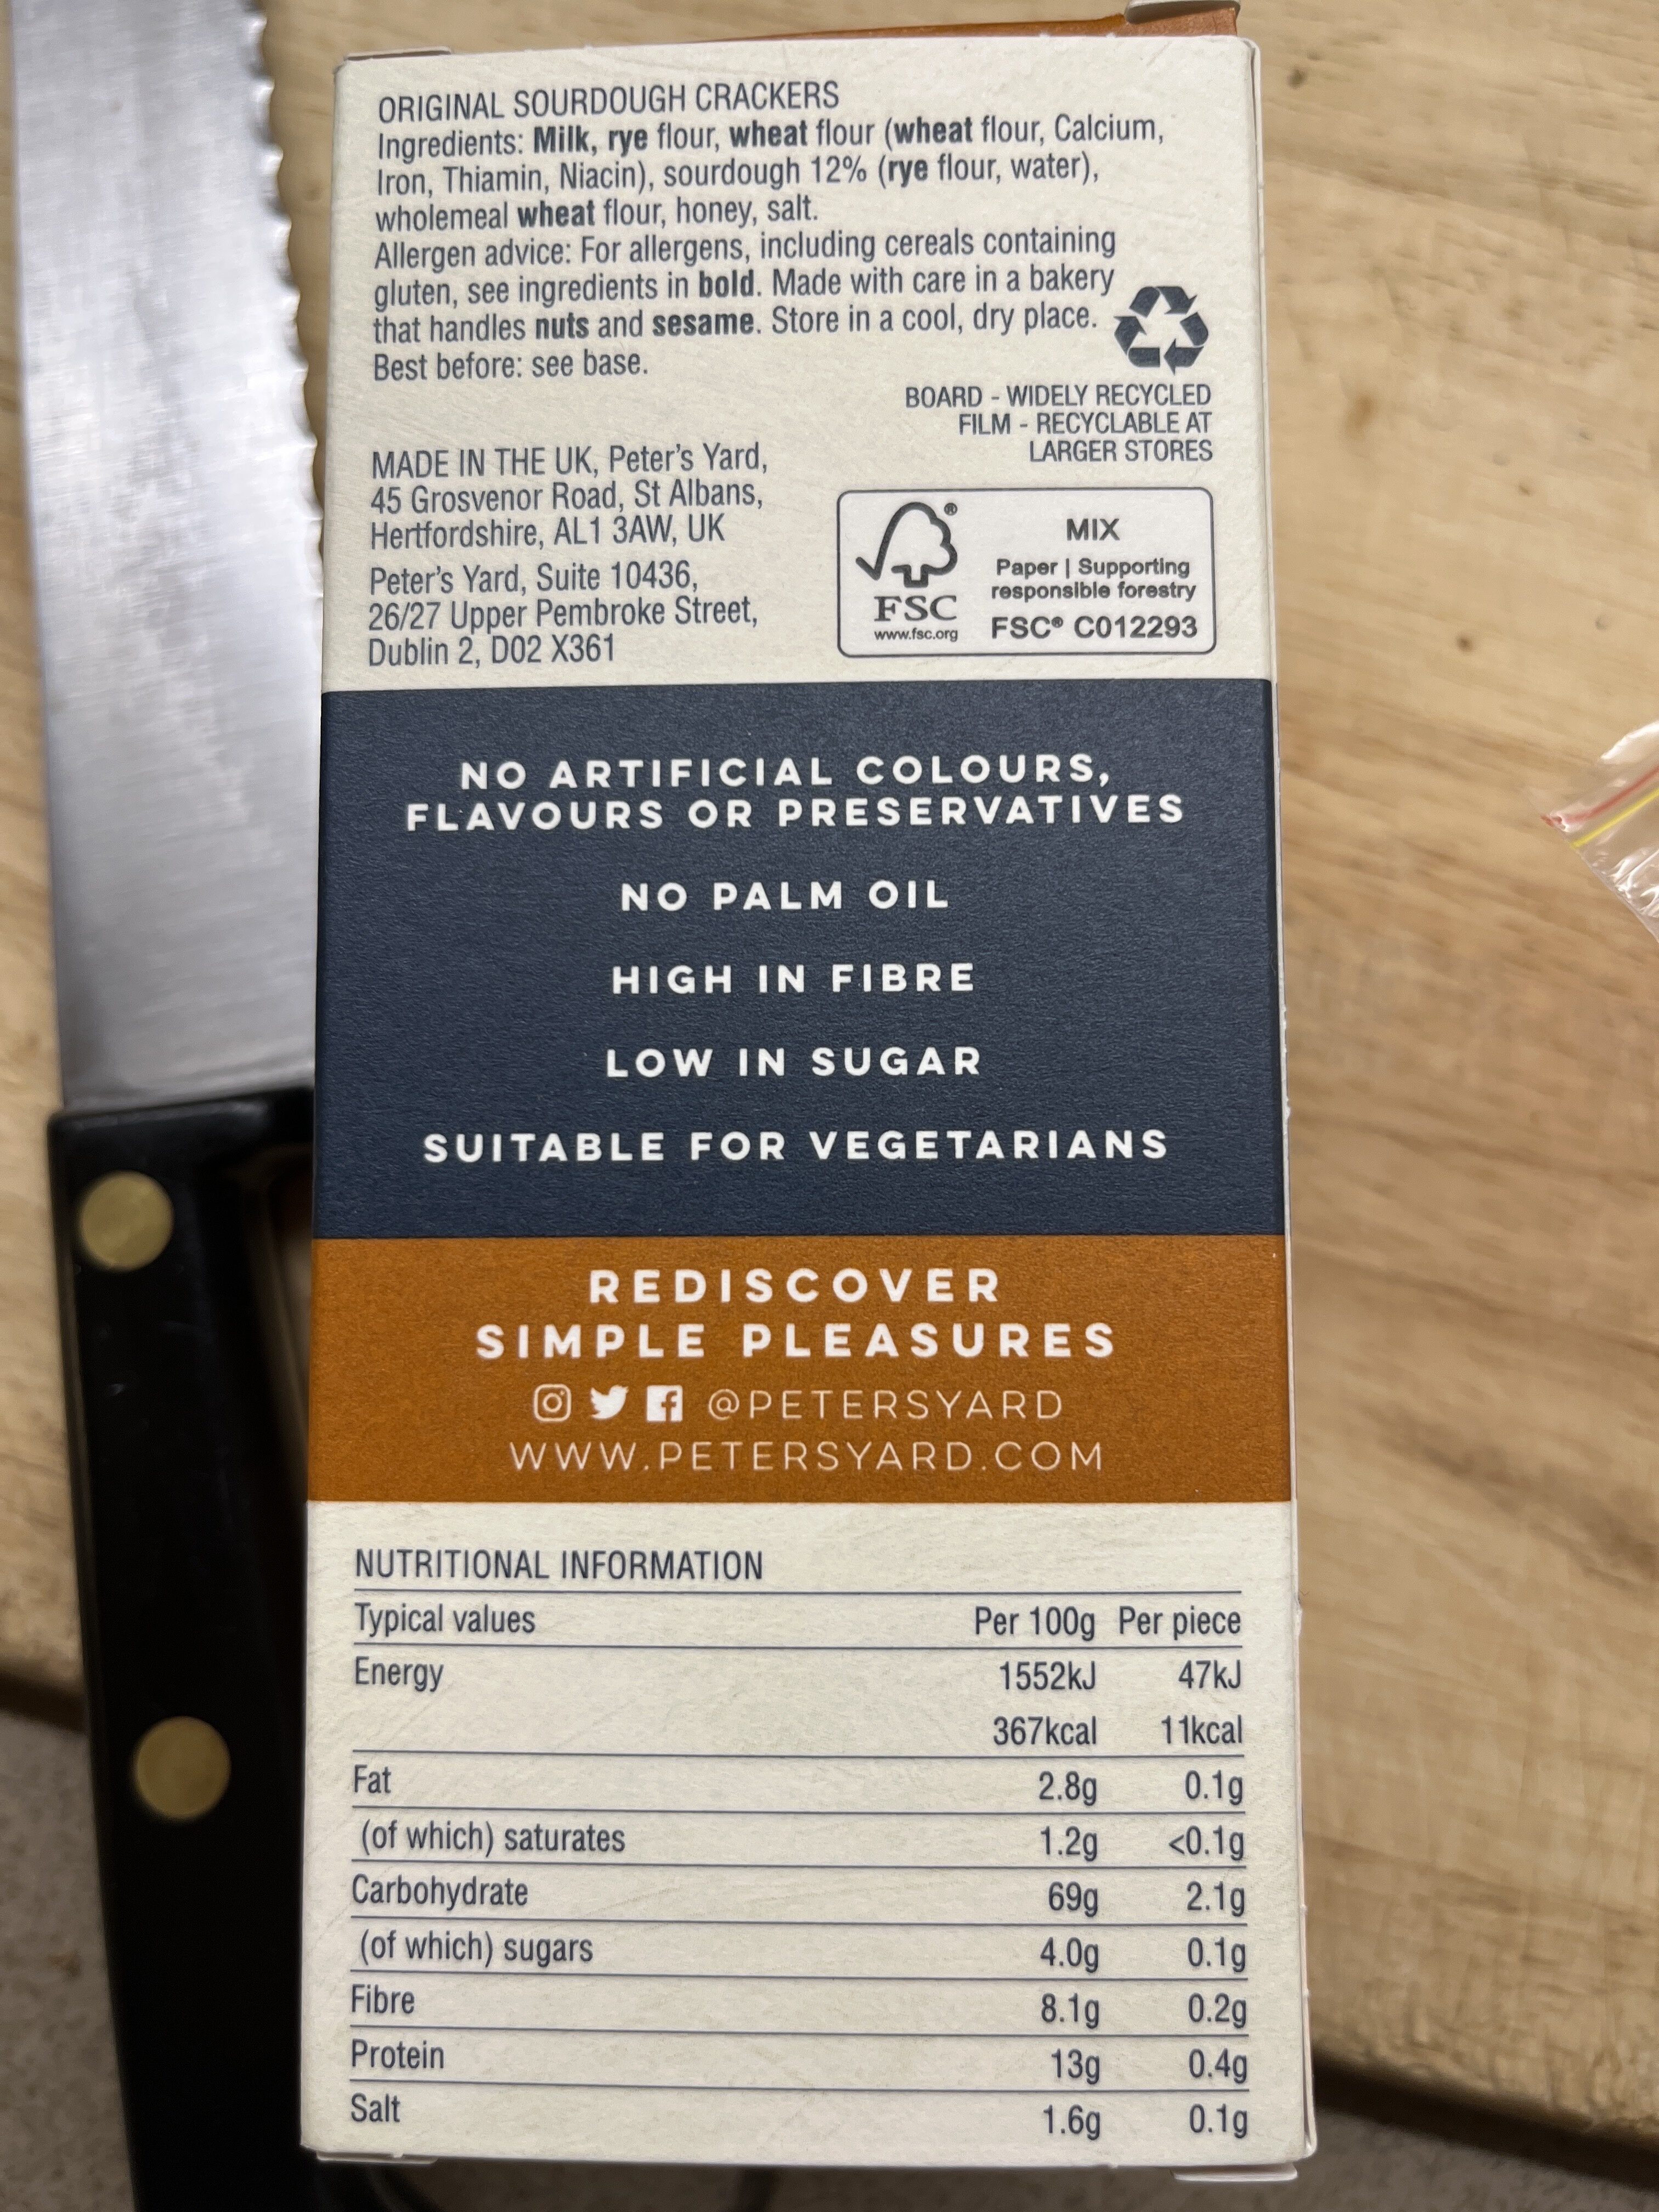 ORIGINAL SOURDOUGH CRACKERS
Ingredients: Milk, rye flour, wheat flour (wheat flour, Calcium,
Iron, Thiamin, Niacin), sourdough 12% (rye flour, water),
wholemeal wheat flour, honey, salt.
Allergen advice: For allergens, including cereals containing
gluten, see ingredients in bold. Made with care in a bakery
that handles nuts and sesame. Store in a cool, dry place.
Best before: see base.
BOARD - WIDELY RECYCLED
FILM - RECYCLABLE AT
LARGER STORES
MADE IN THE UK, Peter's Yard,
45 Grosvenor Road, St Albans,
Hertfordshire, AL1 3AW, UK
Peter's Yard, Suite 10436,
26/27 Upper Pembroke Street,
Dublin 2, D02 X361
®
FSC
www.fsc.org
MIX
Paper | Supporting
responsible forestry
FSC® C012293
NO ARTIFICIAL COLOURS,
FLAVOURS OR PRESERVATIVES
NO PALM OIL
HIGH IN FIBRE
LOW IN SUGAR
SUITABLE FOR VEGETARIANS
REDISCOVER
SIMPLE PLEASURES
@PETERSYARD
WWW.PETERSYARD.COM
NUTRITIONAL INFORMATION
Typical values Per 100g Per piece
Energy 1552kJ 47kJ
367kcal 11kcal
Fat 2.8g 0.1g
(of which) saturates 1.2g <0.1g
Carbohydrate 69g 2.1g
(of which) sugars 4.0g 0.1g
Fibre 8.1g 0.2g
Protein 13g 0.4g
Salt 1.6g 0.1g